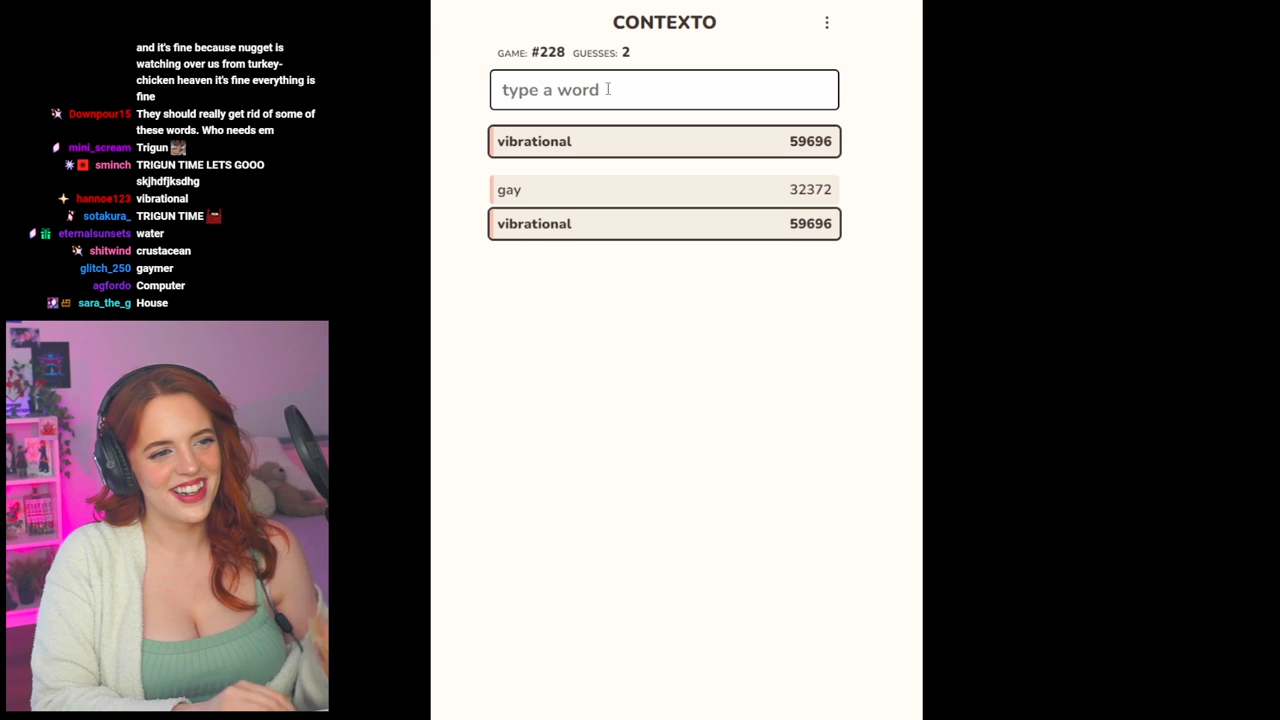 and it's fine because nugget is
watching over us from turkey-
chicken heaven it's fine everything is
fine
Downpour15 They should really get rid of some of
these words. Who needs em
mini_scream Trigun
sminch TRIGUN TIME LETS GOOO
skjhdfjksdhg
hannoe123 vibrational
sotakura_ TRIGUN TIME
eternalsunsets water
shitwind crustacean
glitch_250 gaymer
agfordo Computer
sara_the_g House
CONTEXTO
GAME: #228 GUESSES: 2
type a word
vibrational 59696
gay 32372
vibrational 59696